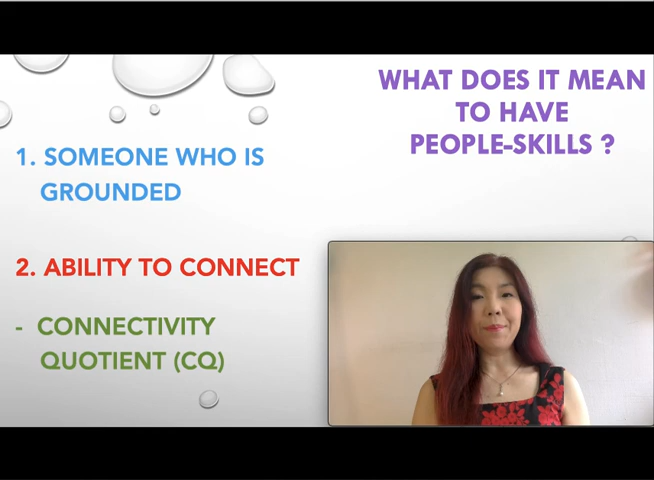 WHAT DOES IT MEAN
TO HAVE
PEOPLE-SKILLS ?
1. SOMEONE WHO IS
GROUNDED
2. ABILITY TO CONNECT
- CONNECTIVITY
QUOTIENT (CQ)